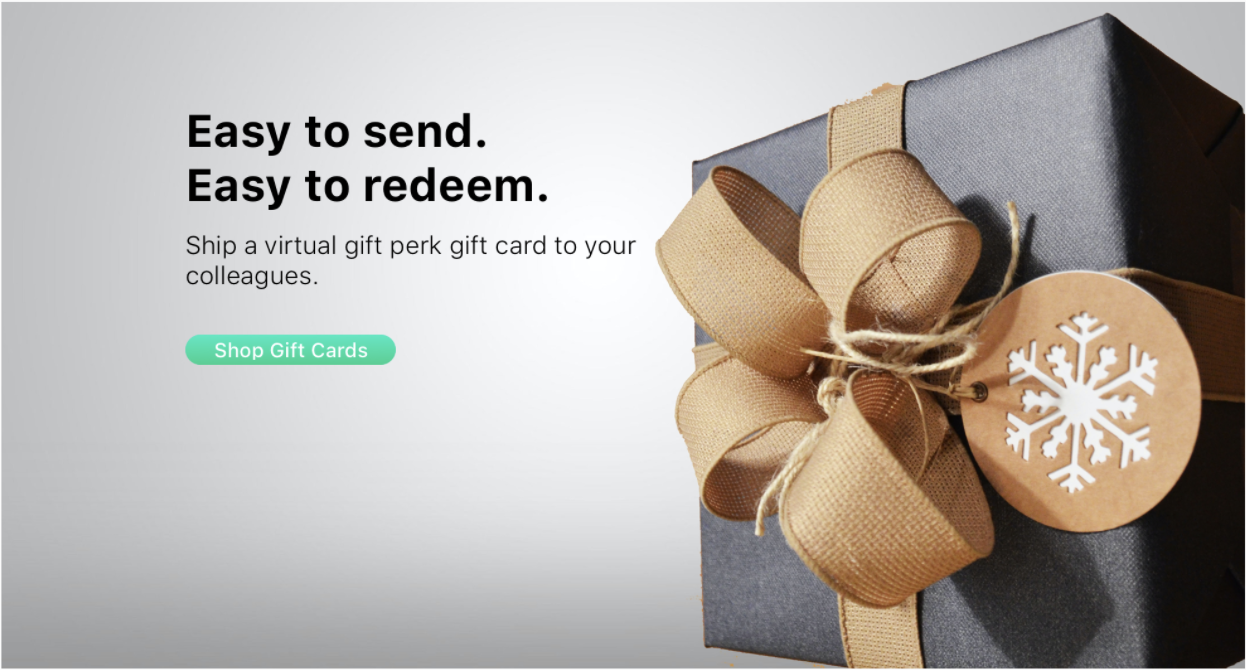 Easy to send.
Easy to redeem.
Ship a virtual gift perk gift card to your
colleagues.
Shop Gift Cards